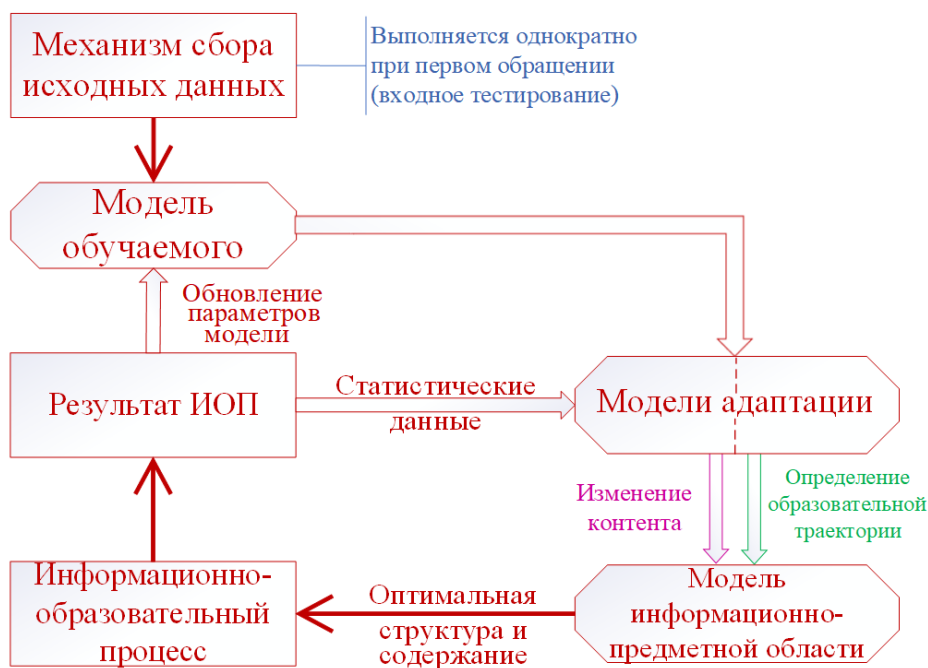 Механизм сбора
исходных данных
Выполняется однократно
при первом обращении
(входное тестирование)
Модель
обучаемого
Обновление
параметров
модели
Результат ИОП
Статистические
данные
Модели адаптации
Изменение
контента
Определение
образовательной
траектории
Информационно-
образовательный
процесс
Оптимальная
структура и
содержание
Модель
информационно-
предметной области